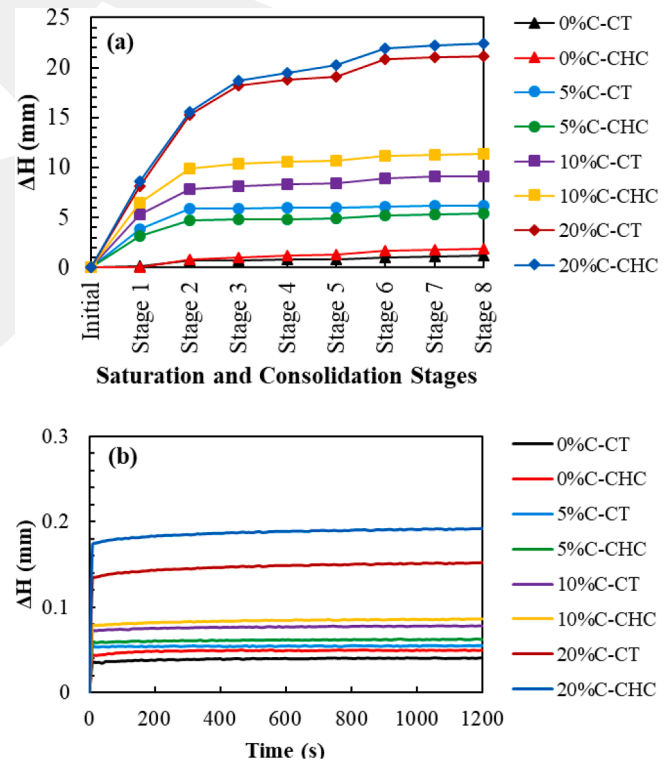 (a)
25
20
15
10
5
0
ΔH (mm)
Initial
Stage 1
Stage 2
Stage 3
Stage 4
Stage 5
Stage 6
Stage 7
Stage 8
Saturation and Consolidation Stages
0%C-CT
0%C-CHC
5%C-CT
5%C-CHC
10%C-CT
10%C-CHC
20%C-CT
20%C-CHC
(b)
0.3
0.2
0.1
0
ΔH (mm)
0 200 400 600 800 1000 1200
Time (s)
0%C-CT
0%C-CHC
5%C-CT
5%C-CHC
10%C-CT
10%C-CHC
20%C-CT
20%C-CHC